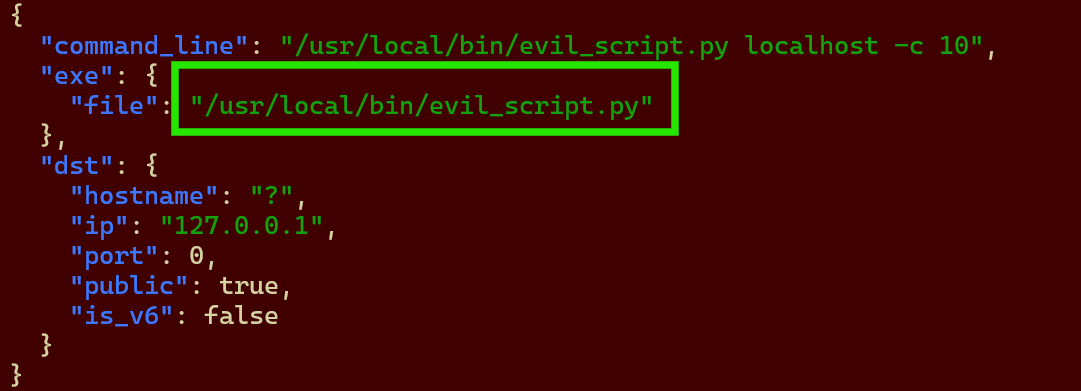 {
  "command_line": "/usr/local/bin/evil_script.py localhost -c 10",
  "exe": {
    "file": "/usr/local/bin/evil_script.py"
  },
  "dst": {
    "hostname": "?",
    "ip": "127.0.0.1",
    "port": 0,
    "public": true,
    "is_v6": false
  }
}